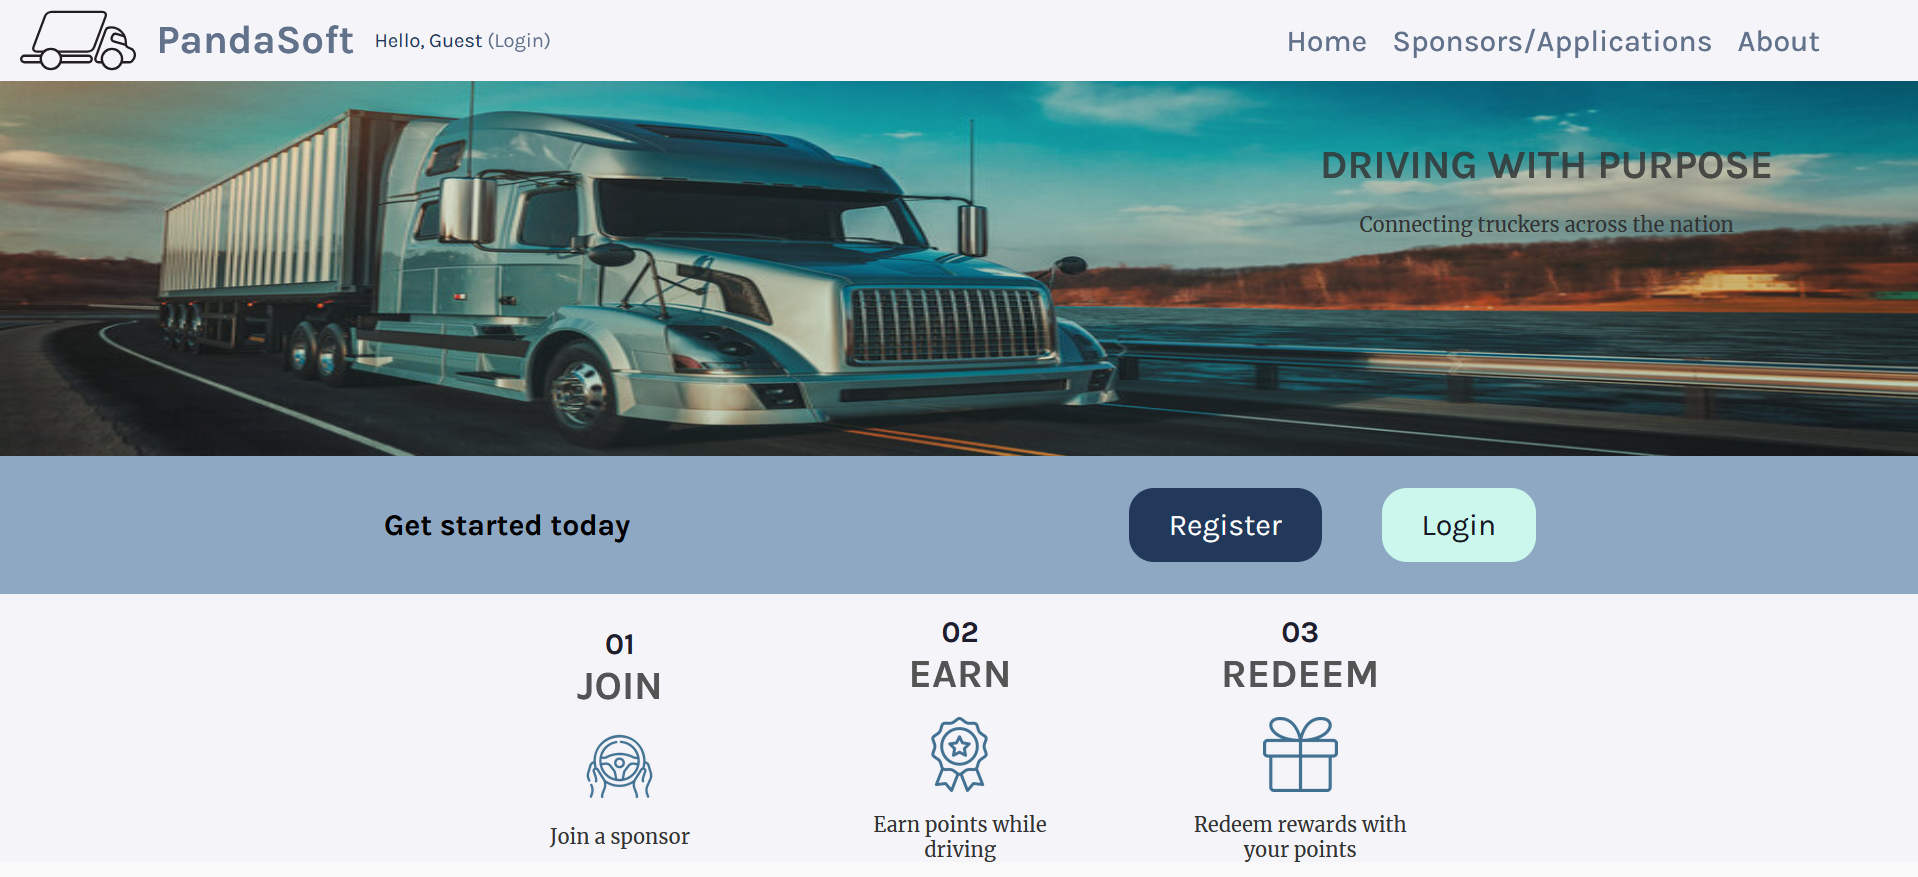 PandaSoft Hello, Guest (Login) Home Sponsors/Applications About
DRIVING WITH PURPOSE
Connecting truckers across the nation
Get started today Register Login
01
JOIN
Join a sponsor
02
EARN
Earn points while
driving
03
REDEEM
Redeem rewards with
your points